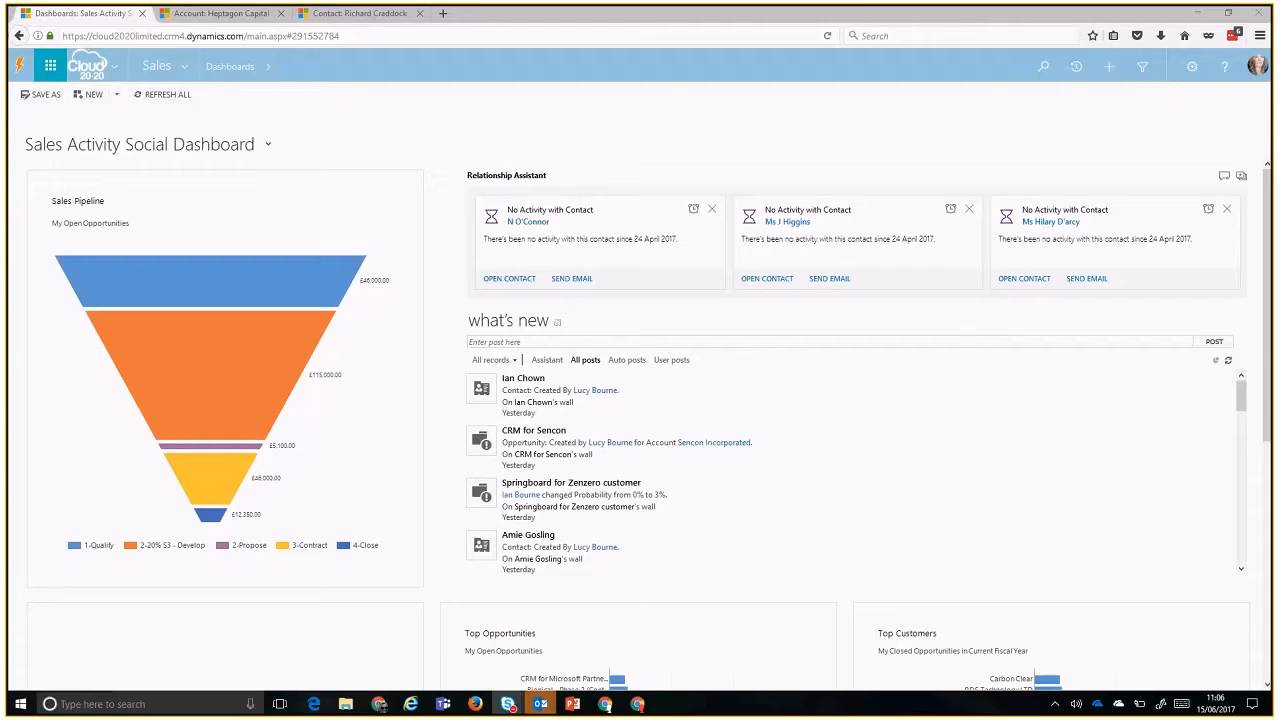 Dashboards: Sales Activity S
Account: Heptagon Capital
Contact: Richard Craddock
https://cloud2020limited.crm4.dynamics.com/main.aspx#291552784
Search
6
Cloud
20:20
Sales
Dashboards
SAVE AS
NEW
REFRESH ALL
Sales Activity Social Dashboard
Sales Pipeline
My Open Opportunities
£46,000.00
£115,000.00
£5,100.00
£46,000.00
£12,350.00
1-Qualify
2-20% S3 - Develop
2-Propose
3-Contract
4-Close
Relationship Assistant
No Activity with Contact
N O'Connor
There's been no activity with this contact since 24 April 2017.
OPEN CONTACT
SEND EMAIL
No Activity with Contact
Ms J Higgins
There's been no activity with this contact since 24 April 2017.
OPEN CONTACT
SEND EMAIL
No Activity with Contact
Ms Hilary D'arcy
There's been no activity with this contact since 24 April 2017.
OPEN CONTACT
SEND EMAIL
what's new
Enter post here
POST
All records
Assistant
All posts
Auto posts
User posts
Ian Chown
Contact: Created By Lucy Bourne.
On Ian Chown's wall
Yesterday
CRM for Sencon
Opportunity: Created by Lucy Bourne for Account Sencon Incorporated.
On CRM for Sencon's wall
Yesterday
Springboard for Zenzero customer
Ian Bourne changed Probability from 0% to 3%.
On Springboard for Zenzero customer's wall
Yesterday
Amie Gosling
Contact: Created By Lucy Bourne.
On Amie Gosling's wall
Yesterday
Top Opportunities
My Open Opportunities
CRM for Microsoft Partne...
Top Customers
My Closed Opportunities in Current Fiscal Year
Carbon Clear
Type here to search
11:06
15/06/2017